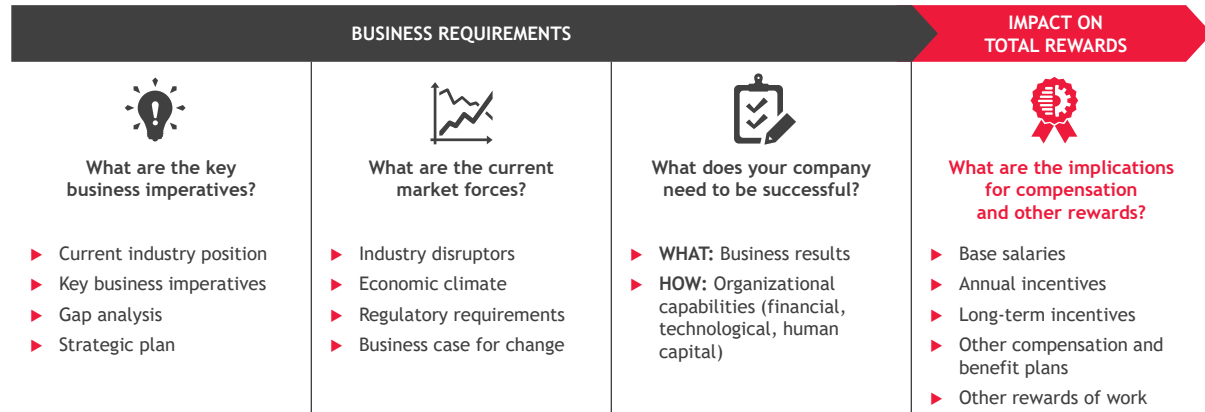 BUSINESS REQUIREMENTS
IMPACT ON
TOTAL REWARDS
What are the key
business imperatives?
Current industry position
Key business imperatives
Gap analysis
Strategic plan
What are the current
market forces?
Industry disruptors
Economic climate
Regulatory requirements
Business case for change
What does your company
need to be successful?
WHAT: Business results
HOW: Organizational
capabilities (financial,
technological, human
capital)
What are the implications
for compensation
and other rewards?
Base salaries
Annual incentives
Long-term incentives
Other compensation and
benefit plans
Other rewards of work